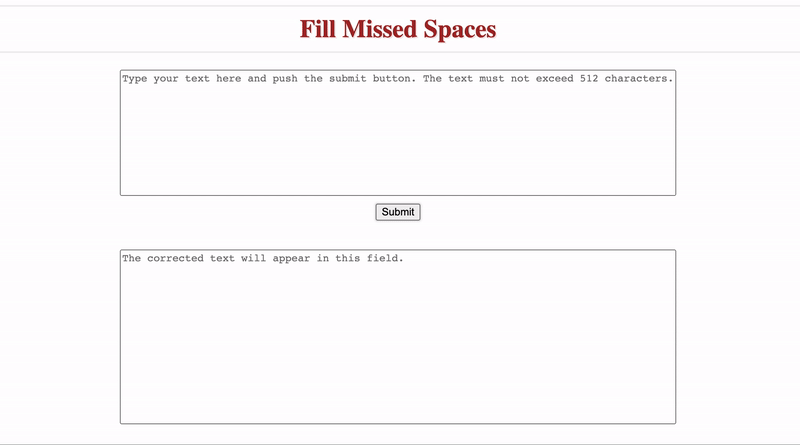 Fill Missed Spaces
Type your text here and push the submit button. The text must not exceed 512 characters.
Submit
The corrected text will appear in this field.